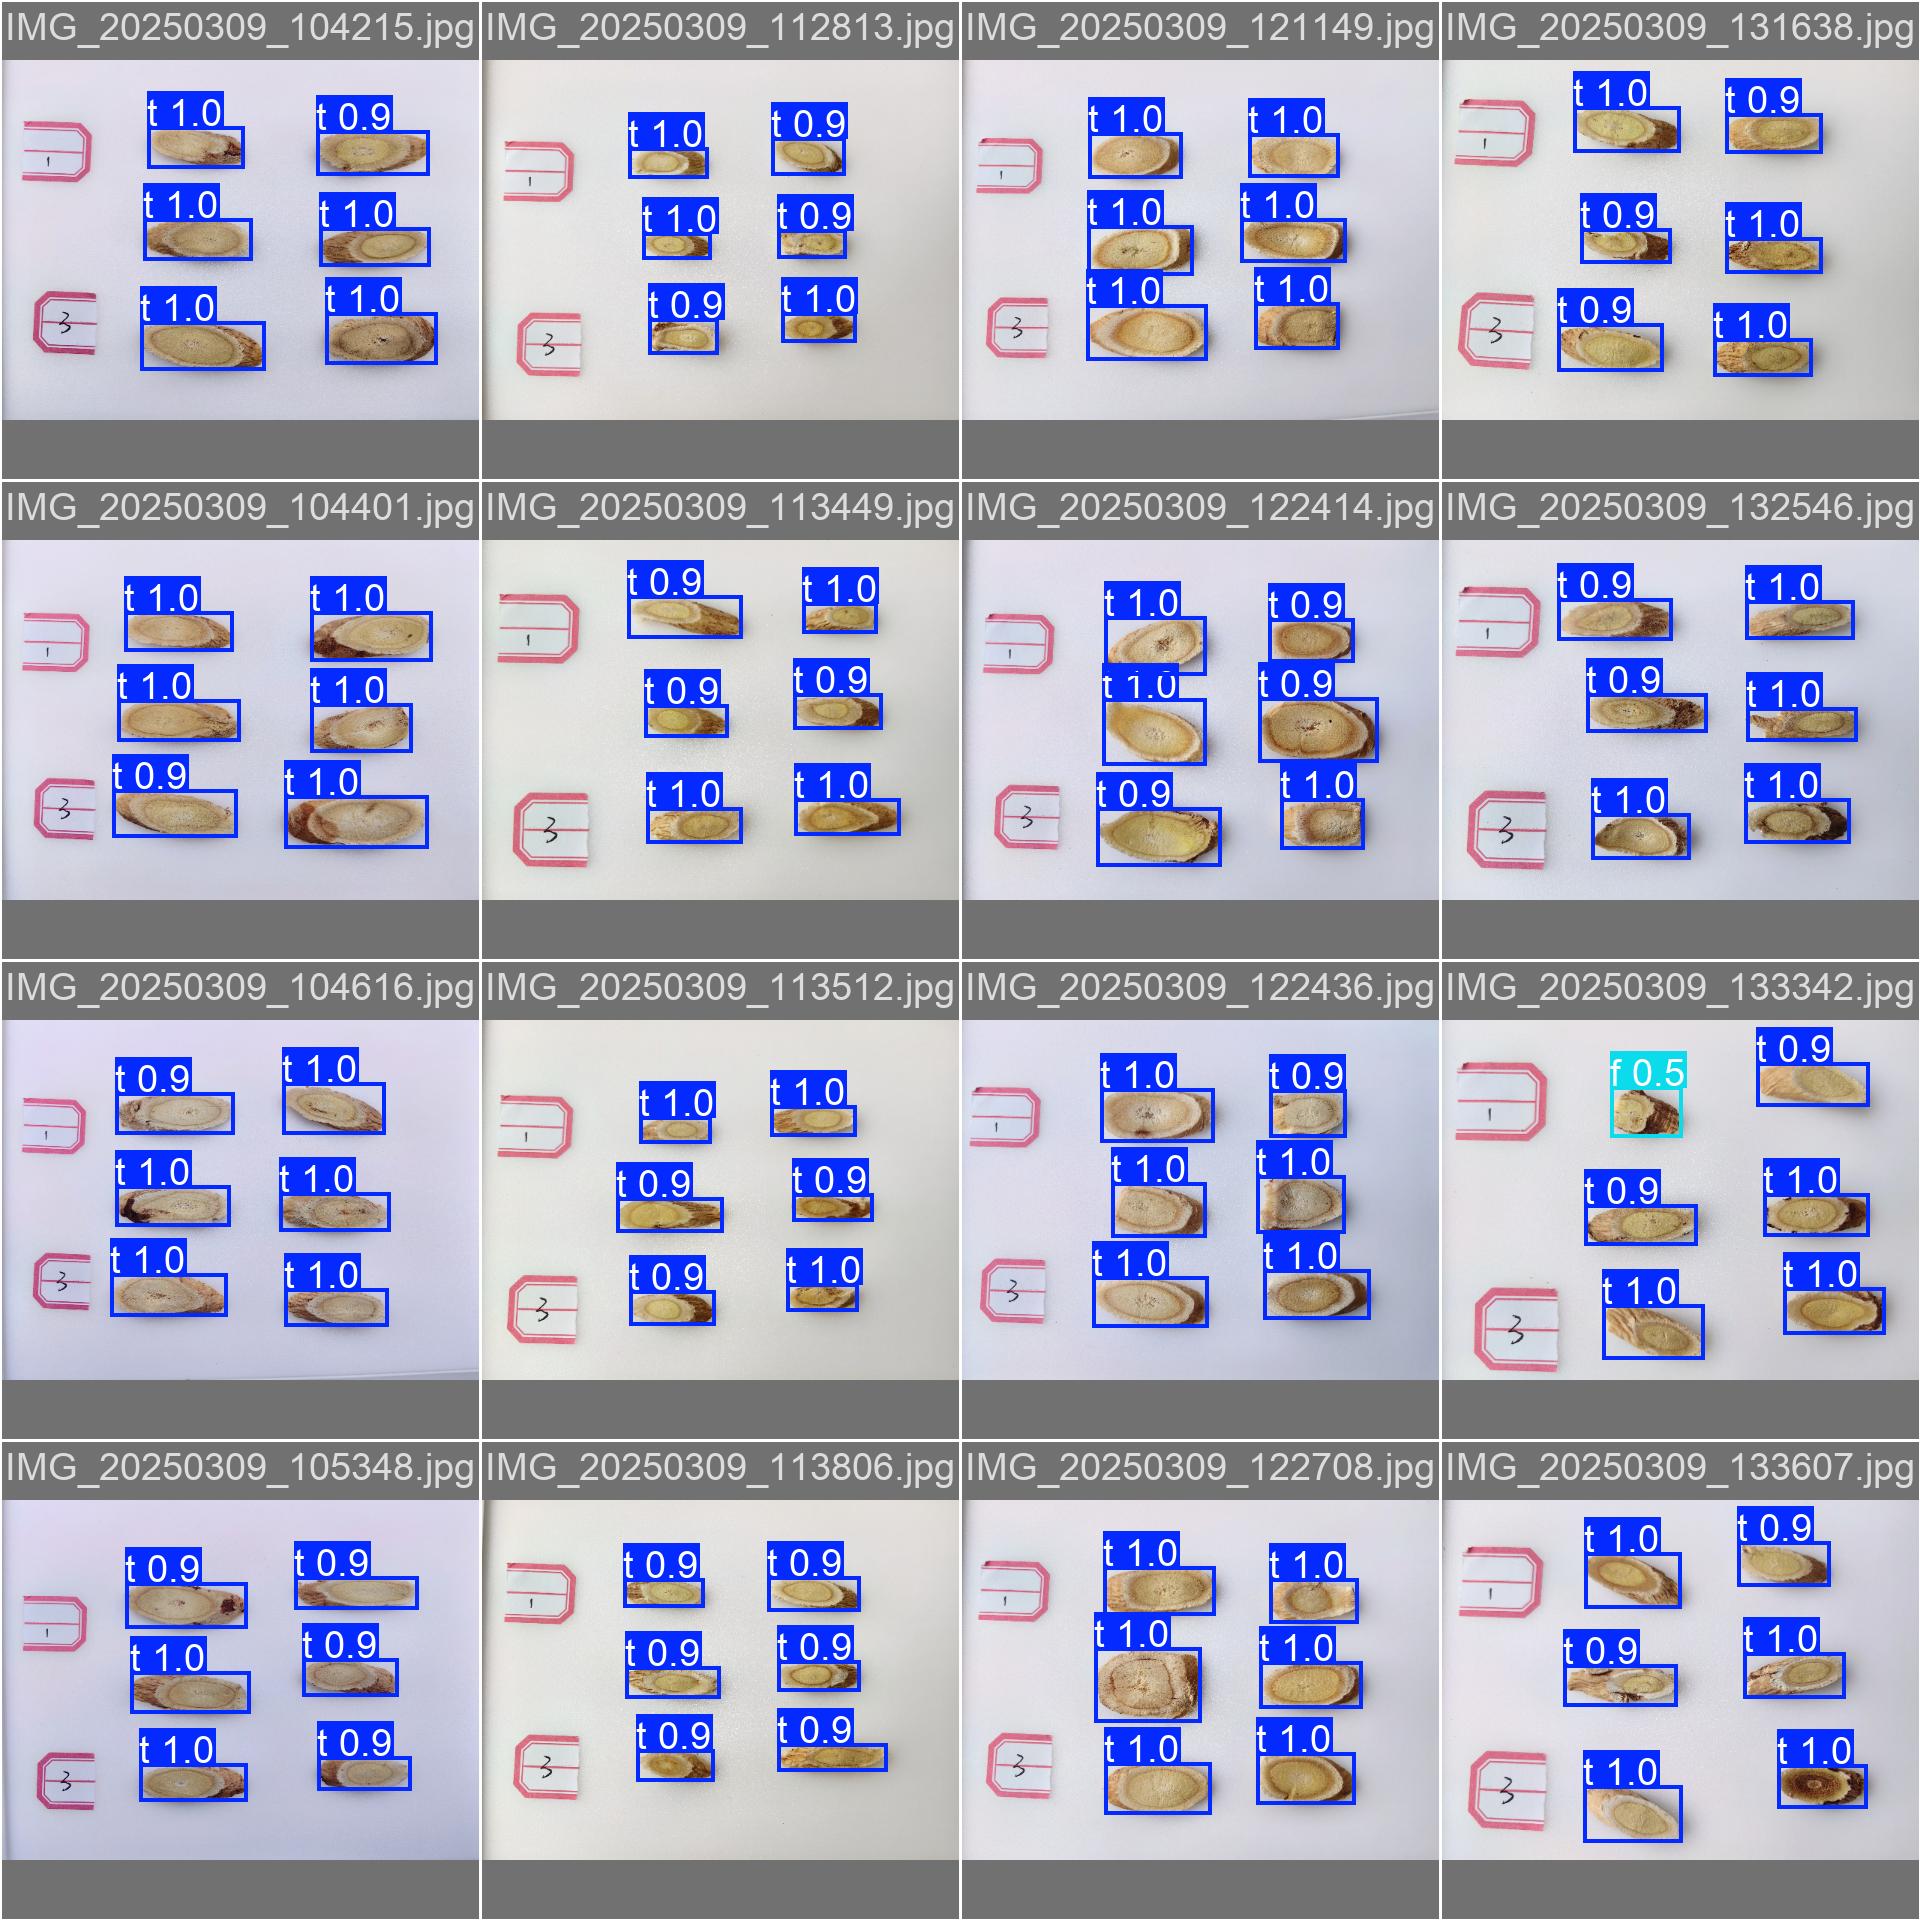 IMG_20250309_104215.jpg
t 1.0
t 0.9
t 1.0
t 1.0
t 1.0
t 1.0
1
3
IMG_20250309_112813.jpg
t 1.0
t 0.9
t 1.0
t 0.9
t 0.9
t 1.0
1
3
IMG_20250309_121149.jpg
t 1.0
t 1.0
t 1.0
t 1.0
t 1.0
t 1.0
1
3
IMG_20250309_131638.jpg
t 1.0
t 0.9
t 0.9
t 1.0
t 0.9
t 1.0
1
3
IMG_20250309_104401.jpg
t 1.0
t 1.0
t 1.0
t 1.0
t 0.9
t 1.0
1
3
IMG_20250309_113449.jpg
t 0.9
t 1.0
t 0.9
t 0.9
t 1.0
t 1.0
1
3
IMG_20250309_122414.jpg
t 1.0
t 0.9
t 1.0
t 0.9
t 0.9
t 1.0
1
3
IMG_20250309_132546.jpg
t 0.9
t 1.0
t 0.9
t 1.0
t 1.0
t 1.0
1
3
IMG_20250309_104616.jpg
t 0.9
t 1.0
t 1.0
t 1.0
t 1.0
t 1.0
1
3
IMG_20250309_113512.jpg
t 1.0
t 1.0
t 0.9
t 0.9
t 0.9
t 1.0
1
3
IMG_20250309_122436.jpg
t 1.0
t 0.9
t 1.0
t 1.0
t 1.0
t 1.0
1
3
IMG_20250309_133342.jpg
f 0.5
t 0.9
t 0.9
t 1.0
t 1.0
t 1.0
1
3
IMG_20250309_105348.jpg
t 0.9
t 0.9
t 1.0
t 0.9
t 1.0
t 0.9
1
3
IMG_20250309_113806.jpg
t 0.9
t 0.9
t 0.9
t 0.9
t 0.9
t 0.9
1
3
IMG_20250309_122708.jpg
t 1.0
t 1.0
t 1.0
t 1.0
t 1.0
t 1.0
1
3
IMG_20250309_133607.jpg
t 1.0
t 0.9
t 0.9
t 1.0
t 1.0
t 1.0
1
3